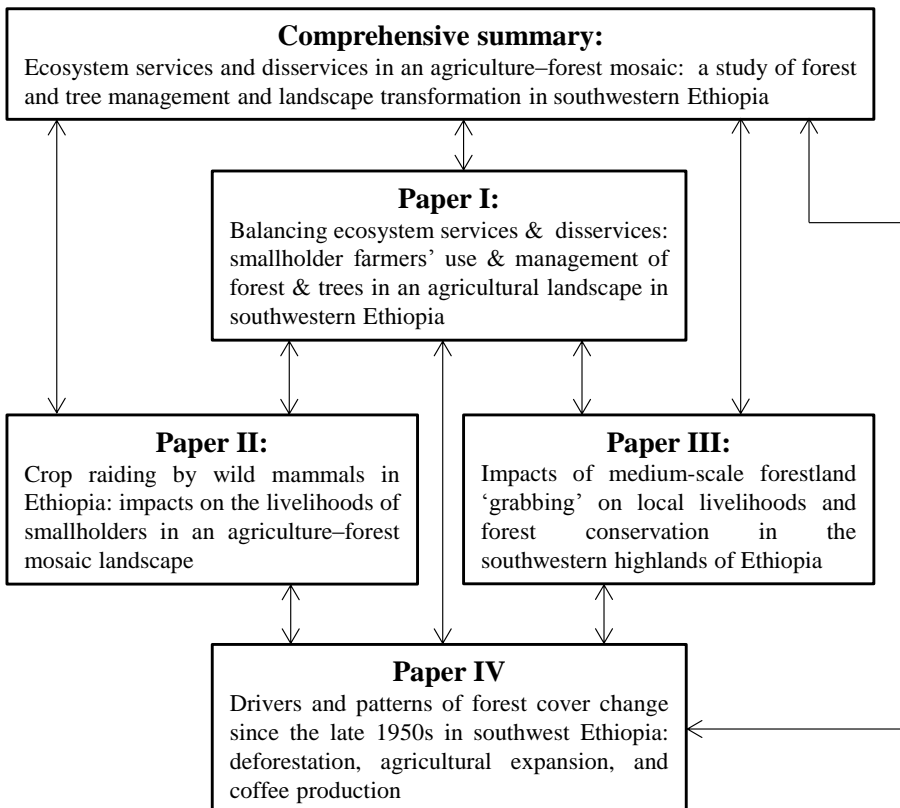 Comprehensive summary:
Ecosystem services and disservices in an agriculture–forest mosaic: a study of forest
and tree management and landscape transformation in southwestern Ethiopia
Paper I:
Balancing ecosystem services & disservices:
smallholder farmers’ use & management of
forest & trees in an agricultural landscape in
southwestern Ethiopia
Paper II:
Crop raiding by wild mammals in
Ethiopia: impacts on the livelihoods of
smallholders in an agriculture–forest
mosaic landscape
Paper III:
Impacts of medium-scale forestland
‘grabbing’ on local livelihoods and
forest conservation in the
southwestern highlands of Ethiopia
Paper IV
Drivers and patterns of forest cover change
since the late 1950s in southwest Ethiopia:
deforestation, agricultural expansion, and
coffee production